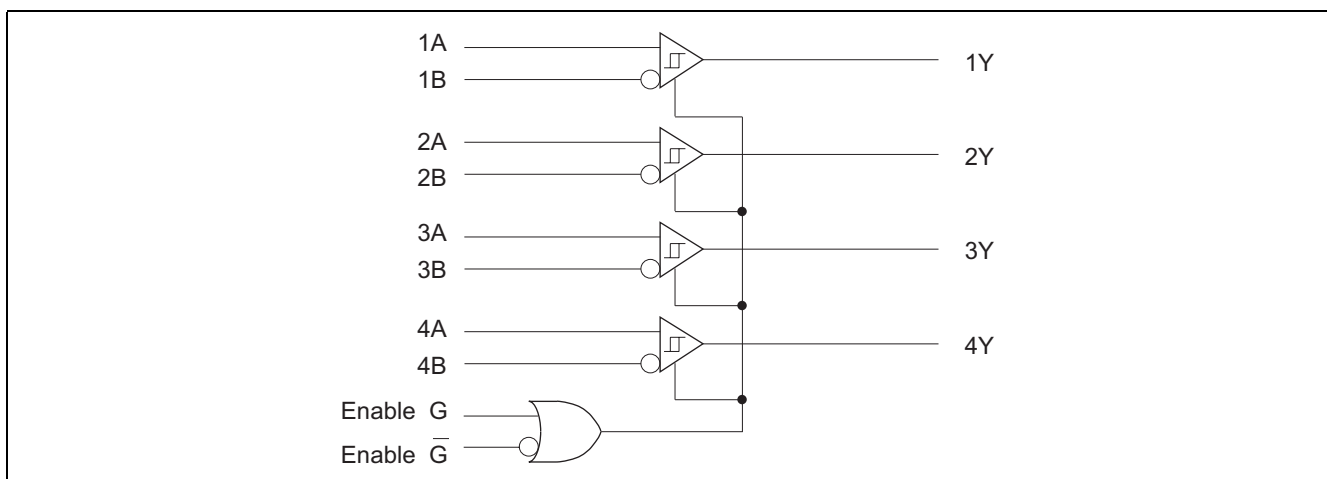 1A
1B
1Y
2A
2B
2Y
3A
3B
3Y
4A
4B
4Y
Enable G
Enable G̅